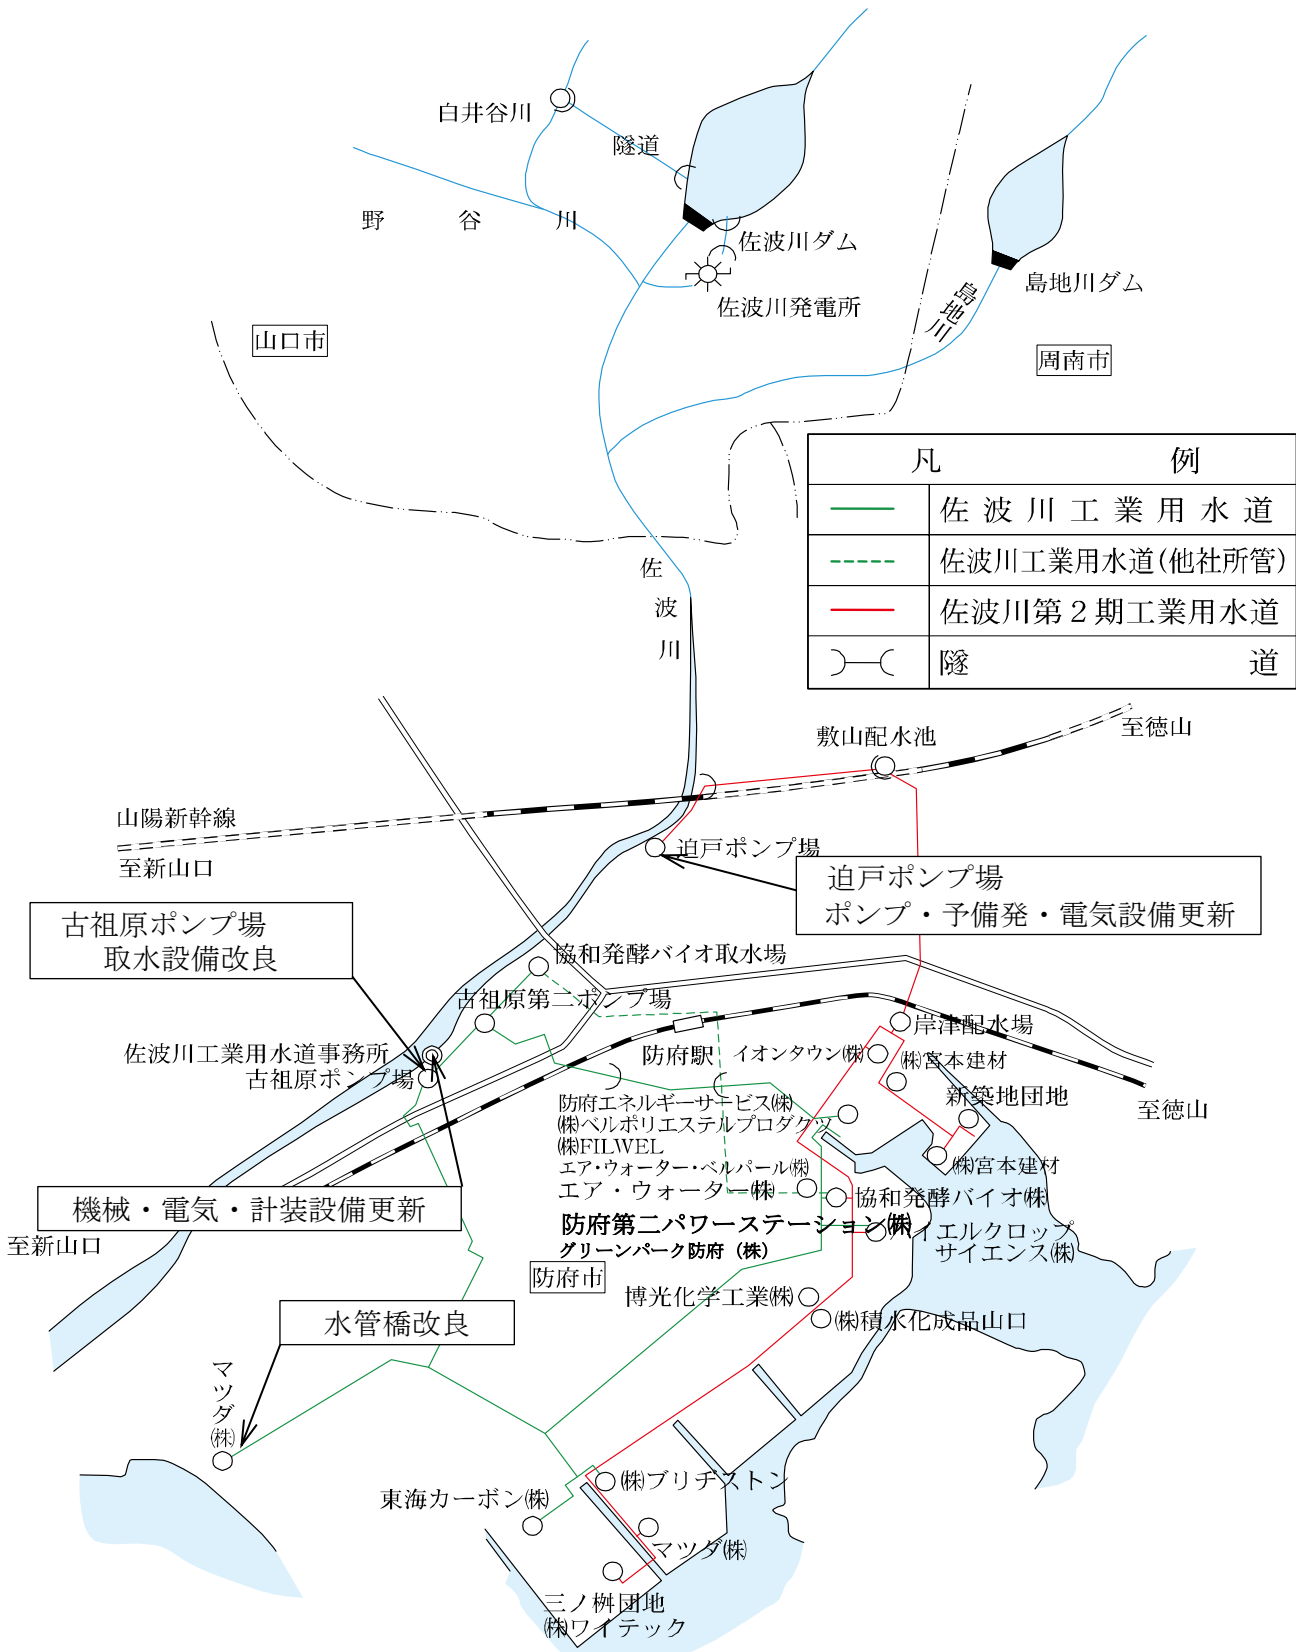 白井谷川
隧道
野谷川
佐波川ダム
佐波川発電所
島地川
島地川ダム
山口市
周南市
凡例
佐波川工業用水道
佐波川工業用水道(他社所管)
佐波川第2期工業用水道
隧道
佐波川
敷山配水池
至徳山
山陽新幹線
至新山口
迫戸ポンプ場
迫戸ポンプ場
ポンプ・予備発・電気設備更新
古祖原ポンプ場
取水設備改良
協和発酵バイオ取水場
古祖原第二ポンプ場
佐波川工業用水道事務所
古祖原ポンプ場
防府駅
岸津配水場
イオンタウン㈱
㈱宮本建材
新築地団地
至徳山
防府エネルギーサービス㈱
㈱ベルポリエステルプロダクツ
㈱FILWEL
エア・ウォーター・ベルパール㈱
エア・ウォーター㈱
㈱宮本建材
協和発酵バイオ㈱
防府第二パワーステーション㈱
グリーンパーク防府（株）
バイエルクロップ
サイエンス㈱
機械・電気・計装設備更新
至新山口
防府市
博光化学工業㈱
㈱積水化成品山口
水管橋改良
マツダ㈱
㈱ブリヂストン
東海カーボン㈱
マツダ㈱
三ノ桝団地
㈱ワイテック